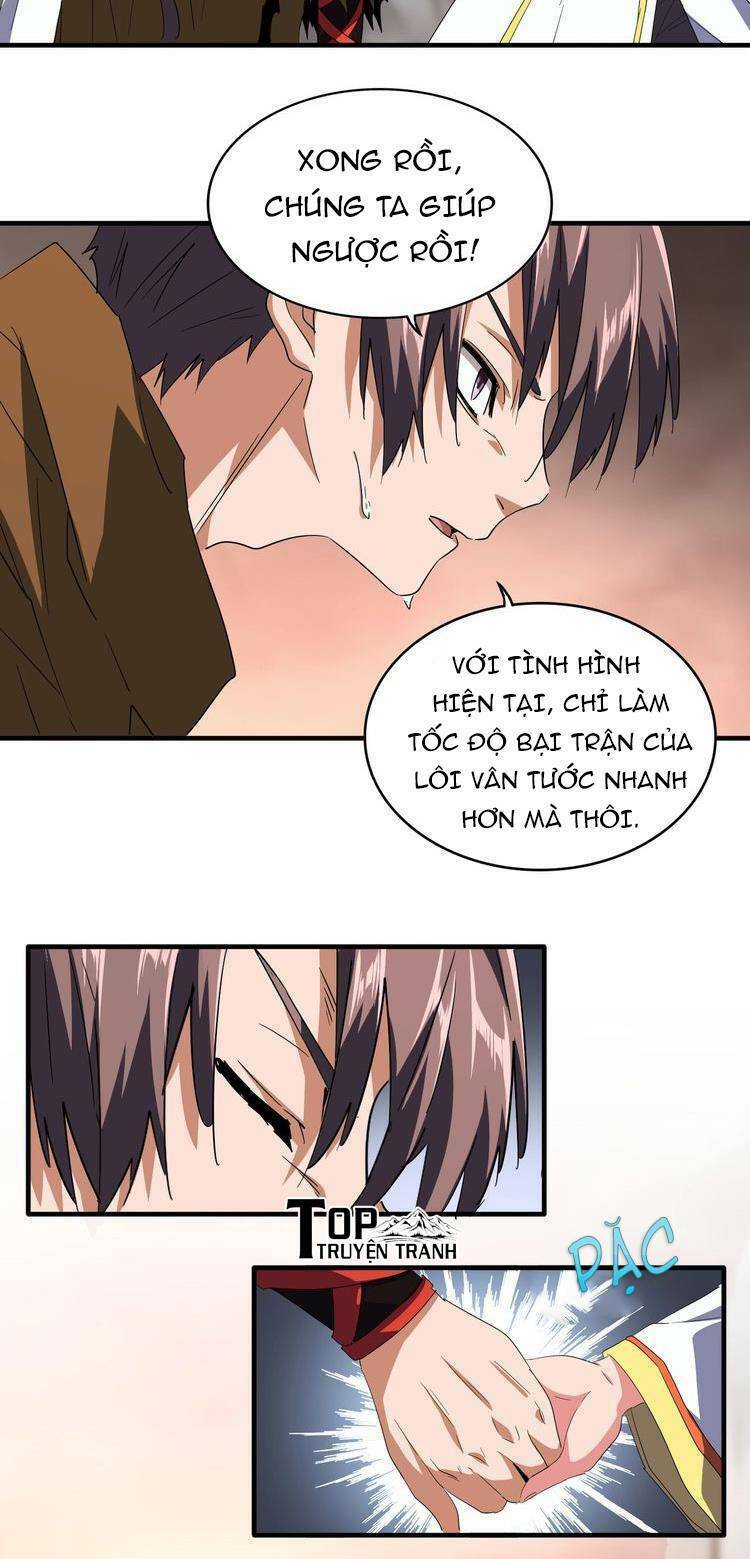 XONG RỒI,
CHÚNG TA GIÚP
NGƯỢC RỒI!
VỚI TÌNH HÌNH
HIỆN TẠI, CHỈ LÀM
TỐC ĐỘ BẠI TRẬN CỦA
LÔI VÂN TƯỚC NHANH
HƠN MÀ THÔI.
TOP
TRUYỆN TRANH
PẶC